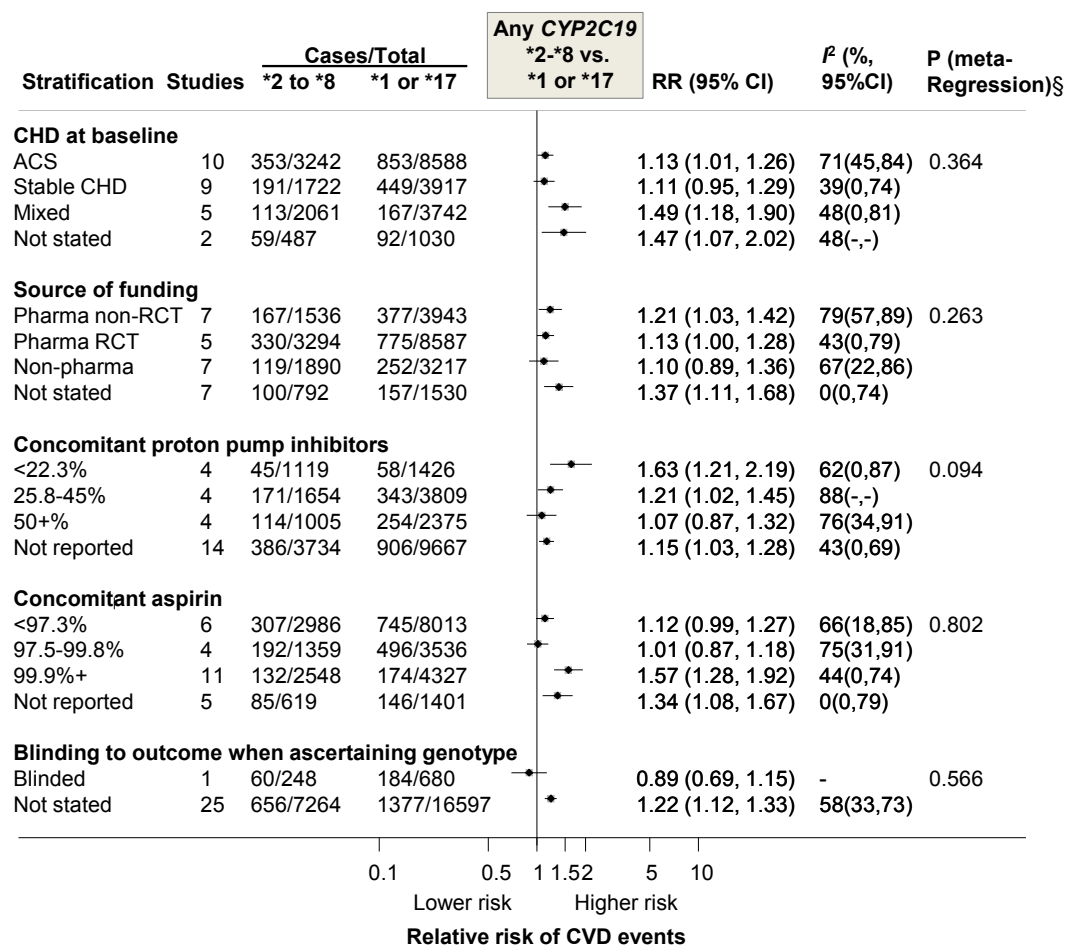 Any CYP2C19
Cases/Total *2-*8 vs. I² (%, P (meta-
Stratification Studies *2 to *8 *1 or *17 *1 or *17 RR (95% CI) 95%CI) Regression)§
CHD at baseline
ACS 10 353/3242 853/8588 1.13 (1.01, 1.26) 71(45,84) 0.364
Stable CHD 9 191/1722 449/3917 1.11 (0.95, 1.29) 39(0,74)
Mixed 5 113/2061 167/3742 1.49 (1.18, 1.90) 48(0,81)
Not stated 2 59/487 92/1030 1.47 (1.07, 2.02) 48(-,-)
Source of funding
Pharma non-RCT 7 167/1536 377/3943 1.21 (1.03, 1.42) 79(57,89) 0.263
Pharma RCT 5 330/3294 775/8587 1.13 (1.00, 1.28) 43(0,79)
Non-pharma 7 119/1890 252/3217 1.10 (0.89, 1.36) 67(22,86)
Not stated 7 100/792 157/1530 1.37 (1.11, 1.68) 0(0,74)
Concomitant proton pump inhibitors
<22.3% 4 45/1119 58/1426 1.63 (1.21, 2.19) 62(0,87) 0.094
25.8-45% 4 171/1654 343/3809 1.21 (1.02, 1.45) 88(-,-)
50+% 4 114/1005 254/2375 1.07 (0.87, 1.32) 76(34,91)
Not reported 14 386/3734 906/9667 1.15 (1.03, 1.28) 43(0,69)
Concomitant aspirin
<97.3% 6 307/2986 745/8013 1.12 (0.99, 1.27) 66(18,85) 0.802
97.5-99.8% 4 192/1359 496/3536 1.01 (0.87, 1.18) 75(31,91)
99.9%+ 11 132/2548 174/4327 1.57 (1.28, 1.92) 44(0,74)
Not reported 5 85/619 146/1401 1.34 (1.08, 1.67) 0(0,79)
Blinding to outcome when ascertaining genotype
Blinded 1 60/248 184/680 0.89 (0.69, 1.15) - 0.566
Not stated 25 656/7264 1377/16597 1.22 (1.12, 1.33) 58(33,73)
0.1 0.5 1 1.5 2 5 10
Lower risk Higher risk
Relative risk of CVD events